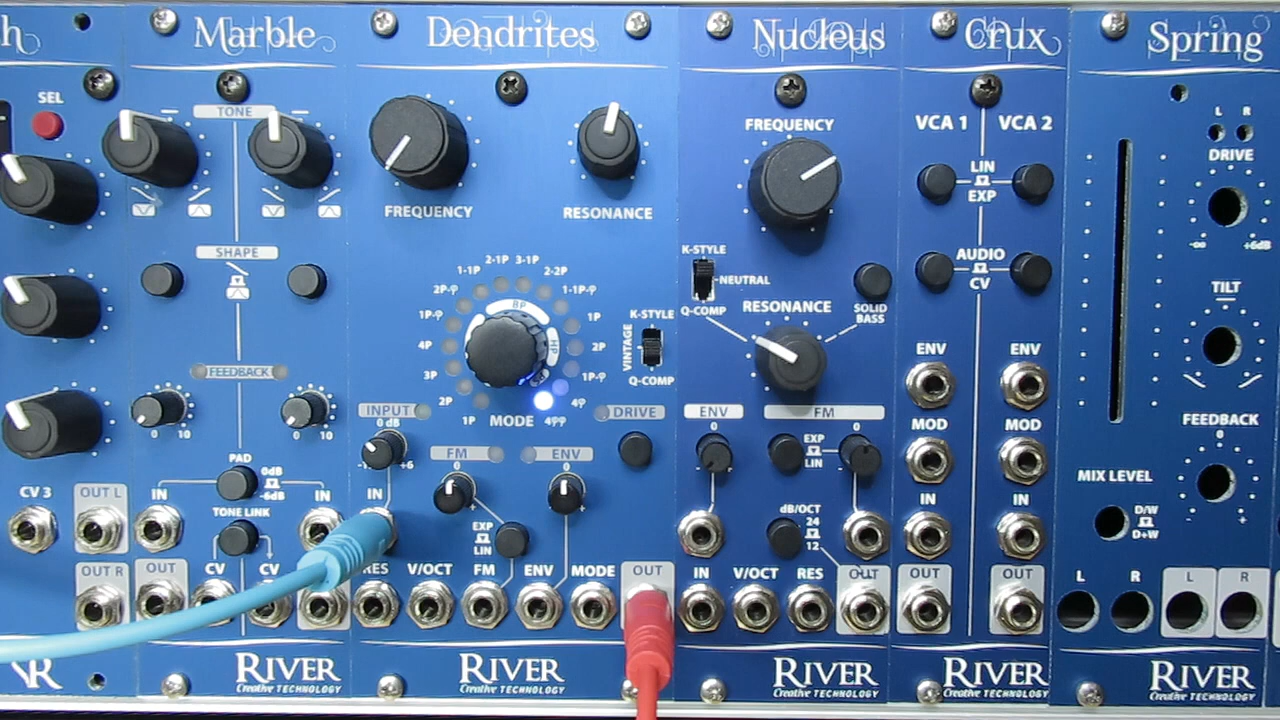 h
Marble
Dendrites
Nucleus
Crux
Spring
SEL
CV 3
OUT L
OUT R
TONE
SHAPE
FEEDBACK
0 10
0 10
PAD
0dB
-6dB
IN
IN
TONE LINK
OUT
CV
CV
RIVER
Creative TECHNOLOGY
FREQUENCY
RESONANCE
2-1P
3-1P
1-1P
2-2P
2P-φ
1-1P-φ
1P-φ
1P
4P
2P
3P
1P-φ
2P
4φ
1P
4φφ
BP
HP
MODE
K-STYLE
VINTAGE
Q-COMP
INPUT
0 dB
+6
DRIVE
FM
0
ENV
0
+
IN
EXP
LIN
RES
V/OCT
FM
ENV
MODE
OUT
RIVER
Creative TECHNOLOGY
FREQUENCY
K-STYLE
NEUTRAL
Q-COMP
RESONANCE
SOLID
BASS
ENV
0
FM
0
EXP
LIN
dB/OCT
24
12
IN
V/OCT
RES
OUT
RIVER
Creative TECHNOLOGY
VCA 1
VCA 2
LIN
EXP
AUDIO
CV
ENV
ENV
MOD
MOD
IN
IN
OUT
OUT
RIVER
Creative TECHNOLOGY
L R
DRIVE
-∞
+6dB
TILT
FEEDBACK
0
- +
MIX LEVEL
D/W
D+W
L
R
L
R
RIVER
Creative TECHNOLOGY